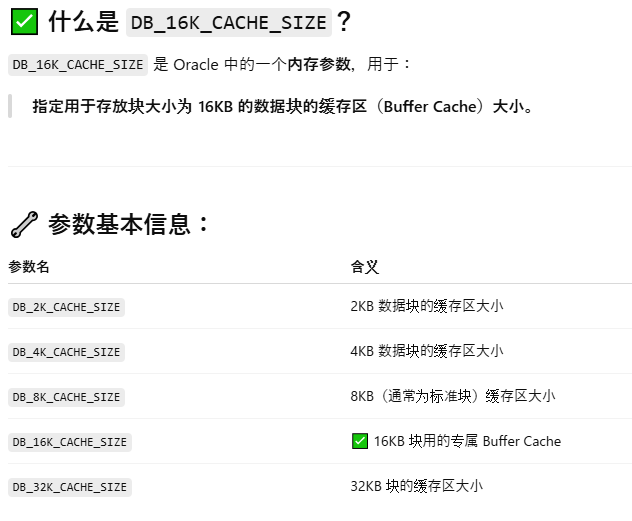 ✅ 什么是 DB_16K_CACHE_SIZE？
DB_16K_CACHE_SIZE 是 Oracle 中的一个内存参数，用于：
指定用于存放块大小为 16KB 的数据块的缓存区（Buffer Cache）大小。
🔧 参数基本信息：
参数名 含义
DB_2K_CACHE_SIZE 2KB 数据块的缓存区大小
DB_4K_CACHE_SIZE 4KB 数据块的缓存区大小
DB_8K_CACHE_SIZE 8KB（通常为标准块）缓存区大小
DB_16K_CACHE_SIZE ✅ 16KB 块用的专属 Buffer Cache
DB_32K_CACHE_SIZE 32KB 块的缓存区大小